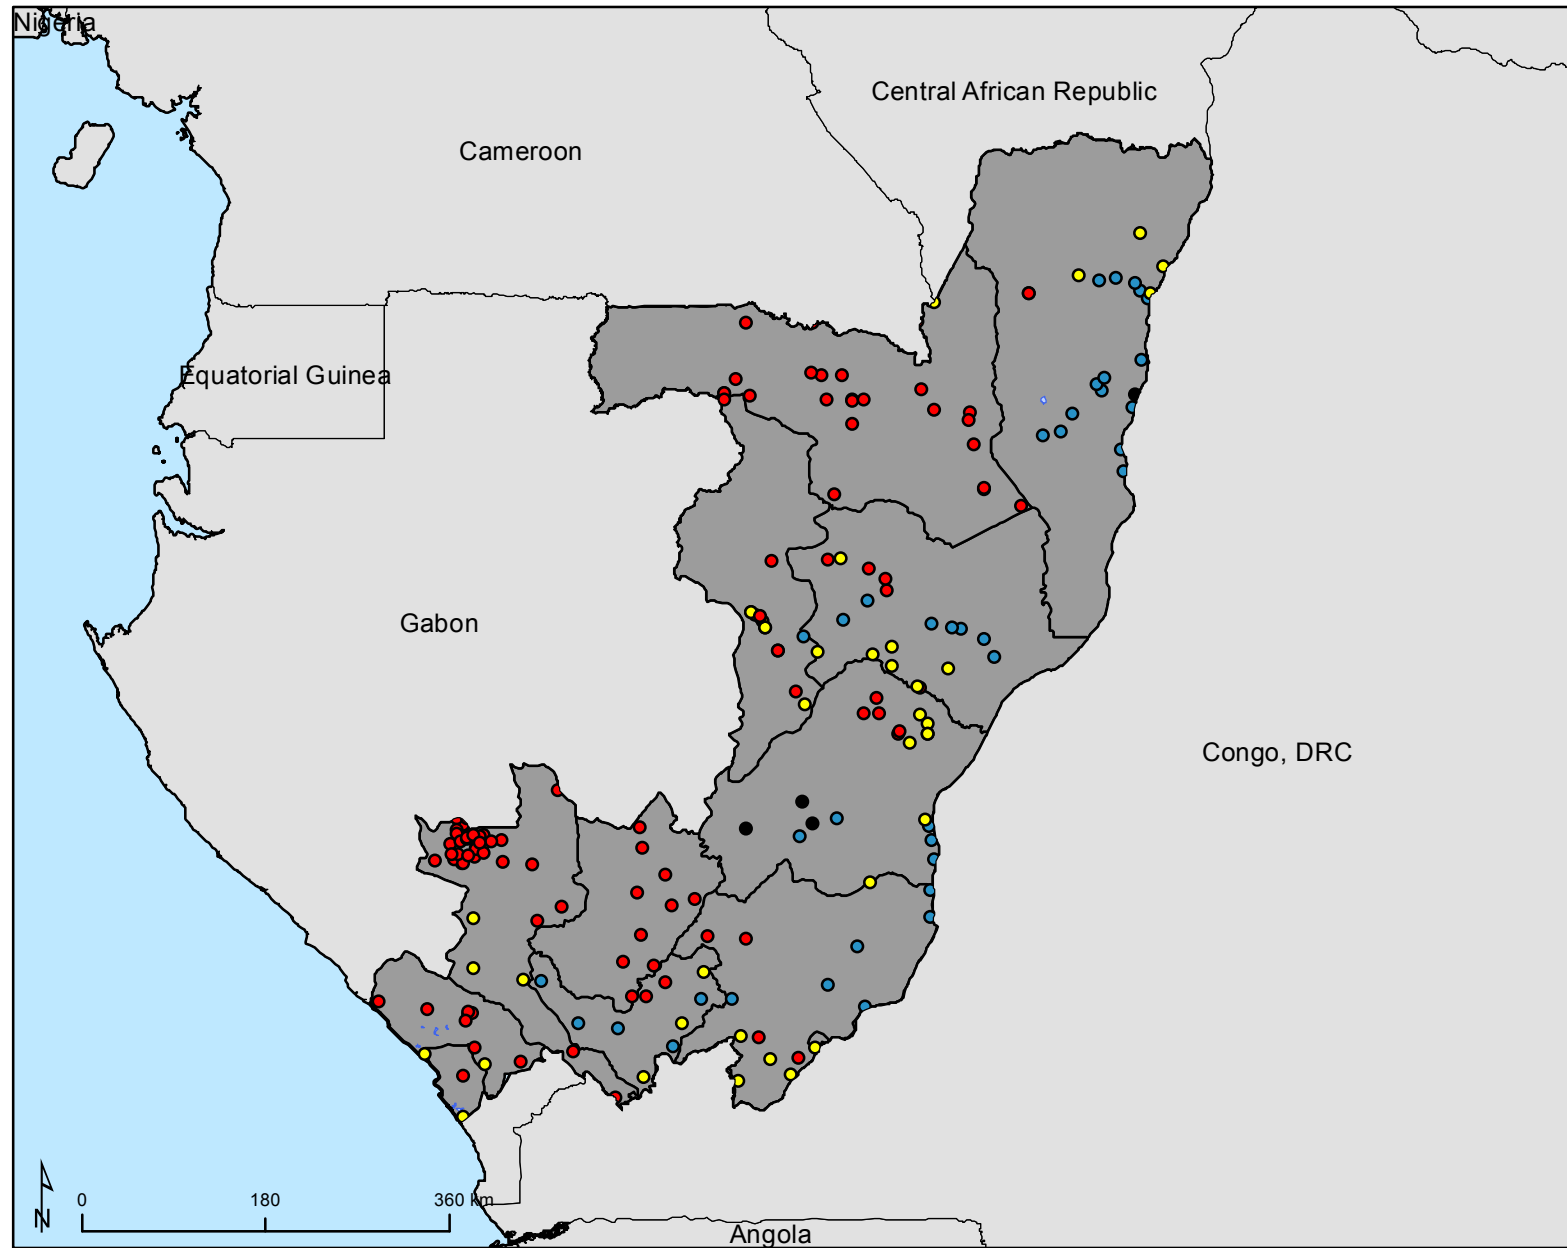 Nigeria
Central African Republic
Cameroon
Equatorial Guinea
Gabon
Congo, DRC
0 180 360 km
N
Angola